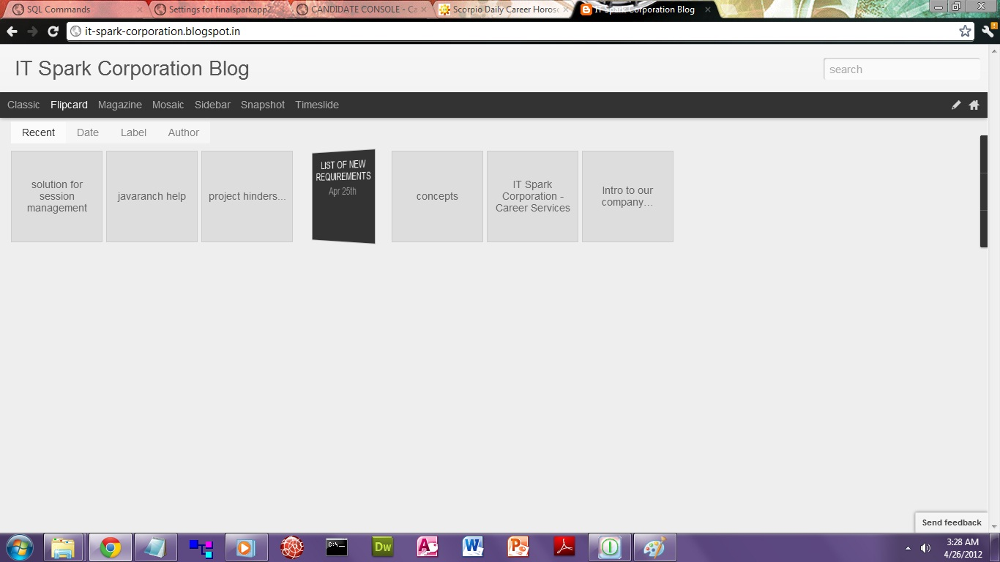 SQL Commands
Settings for finalsparkapp2
CANDIDATE CONSOLE - Ca
Scorpio Daily Career Horosc
IT Spark Corporation Blog
it-spark-corporation.blogspot.in
IT Spark Corporation Blog
search
Classic Flipcard Magazine Mosaic Sidebar Snapshot Timeslide
Recent Date Label Author
solution for
session
management
javaranch help
project hinders...
LIST OF NEW
REQUIREMENTS
Apr 25th
concepts
IT Spark
Corporation -
Career Services
Intro to our
company…
Send feedback
C:\
Dw
3:28 AM
4/26/2012